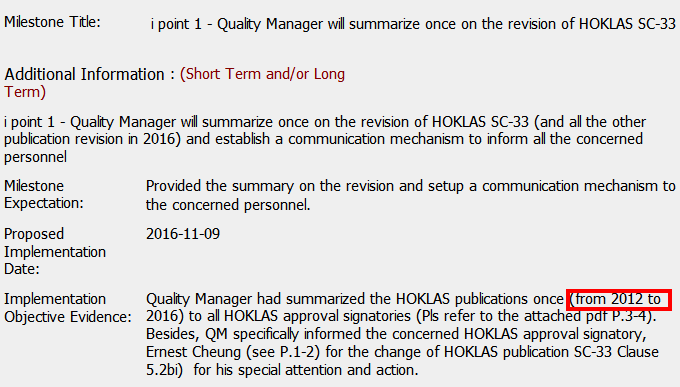 Milestone Title: i point 1 - Quality Manager will summarize once on the revision of HOKLAS SC-33
Additional Information : (Short Term and/or Long
Term)
i point 1 - Quality Manager will summarize once on the revision of HOKLAS SC-33 (and all the other
publication revision in 2016) and establish a communication mechanism to inform all the concerned
personnel
Milestone
Expectation:
Provided the summary on the revision and setup a communication mechanism to
the concerned personnel.
Proposed
Implementation
Date:
2016-11-09
Implementation
Objective Evidence:
Quality Manager had summarized the HOKLAS publications once (from 2012 to
2016) to all HOKLAS approval signatories (Pls refer to the attached pdf P.3-4).
Besides, QM specifically informed the concerned HOKLAS approval signatory,
Ernest Cheung (see P.1-2) for the change of HOKLAS publication SC-33 Clause
5.2bi) for his special attention and action.